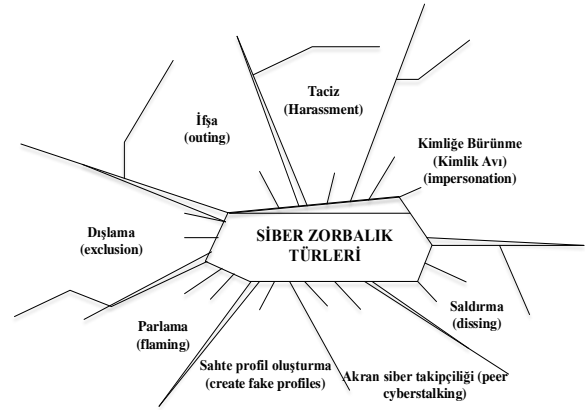 Taciz
(Harassment)
İfşa
(outing)
Kimliğe Bürünme
(Kimlik Avı)
(impersonation)
Dışlama
(exclusion)
SİBER ZORBALIK
TÜRLERİ
Saldırma
(dissing)
Parlama
(flaming)
Sahte profil oluşturma
(create fake profiles)
Akran siber takipçiliği (peer
cyberstalking)